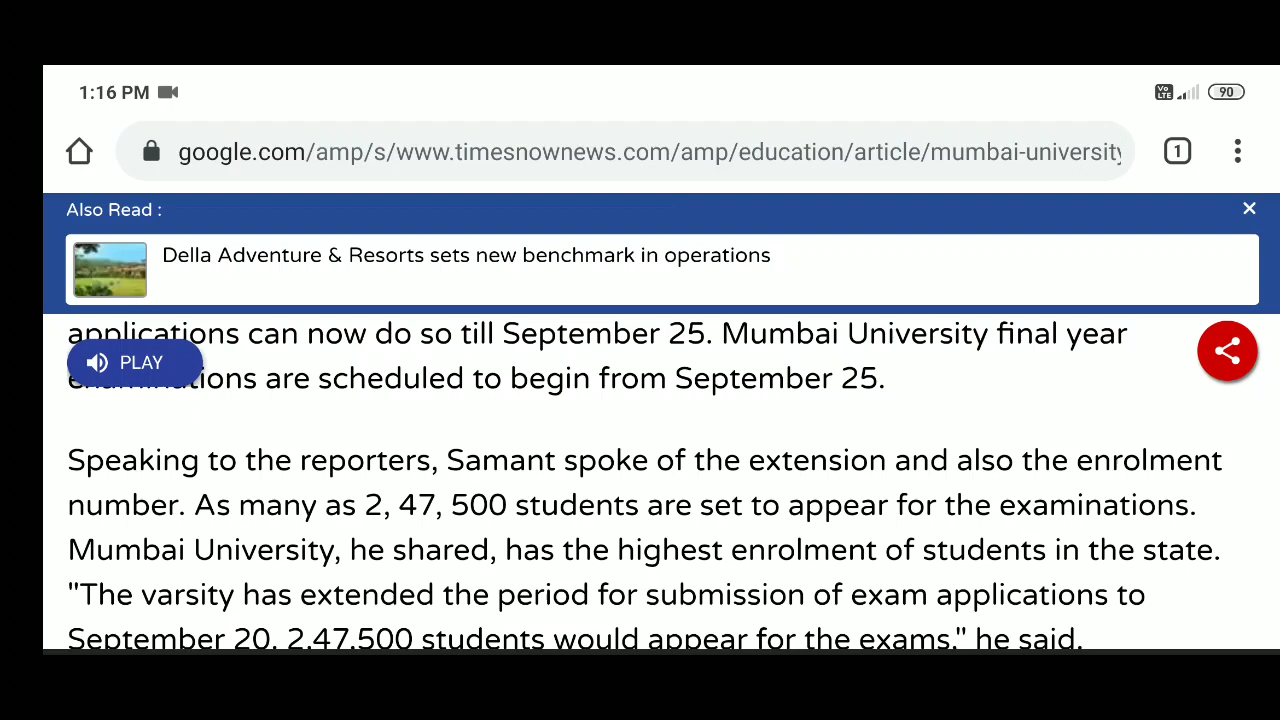 1:16 PM
Vo LTE
90
google.com/amp/s/www.timesnownews.com/amp/education/article/mumbai-university
1
Also Read :
Della Adventure & Resorts sets new benchmark in operations
applications can now do so till September 25. Mumbai University final year
PLAY
examinations are scheduled to begin from September 25.
Speaking to the reporters, Samant spoke of the extension and also the enrolment
number. As many as 2, 47, 500 students are set to appear for the examinations.
Mumbai University, he shared, has the highest enrolment of students in the state.
"The varsity has extended the period for submission of exam applications to
September 20. 2,47,500 students would appear for the exams," he said.